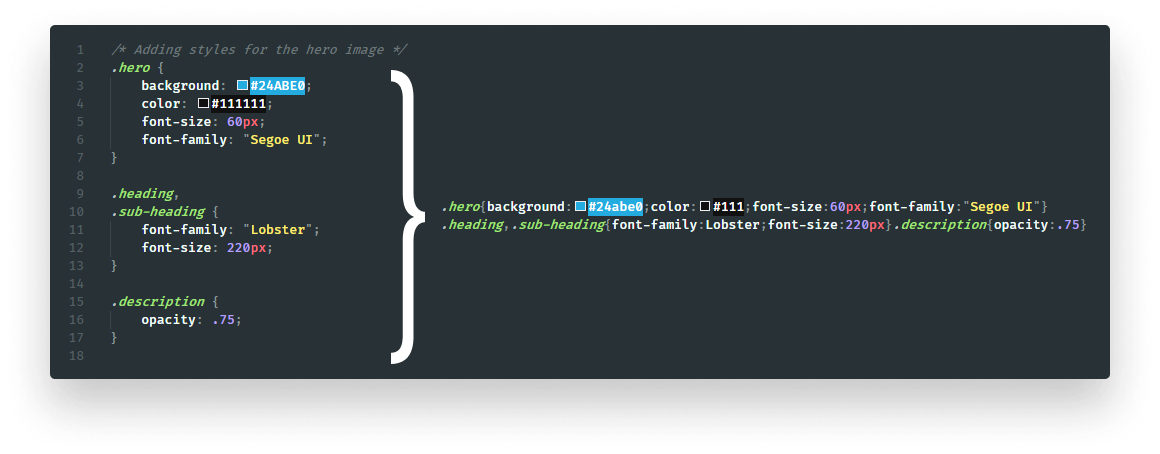 1 /* Adding styles for the hero image */
2 .hero {
3 background: #24ABE0;
4 color: #111111;
5 font-size: 60px;
6 font-family: "Segoe UI";
7 }
8
9 .heading,
10 .sub-heading {
11 font-family: "Lobster";
12 font-size: 220px;
13 }
14
15 .description {
16 opacity: .75;
17 }
18
}
.hero{background:#24abe0;color:#111;font-size:60px;font-family:"Segoe UI"}
.heading,.sub-heading{font-family:Lobster;font-size:220px}.description{opacity:.75}